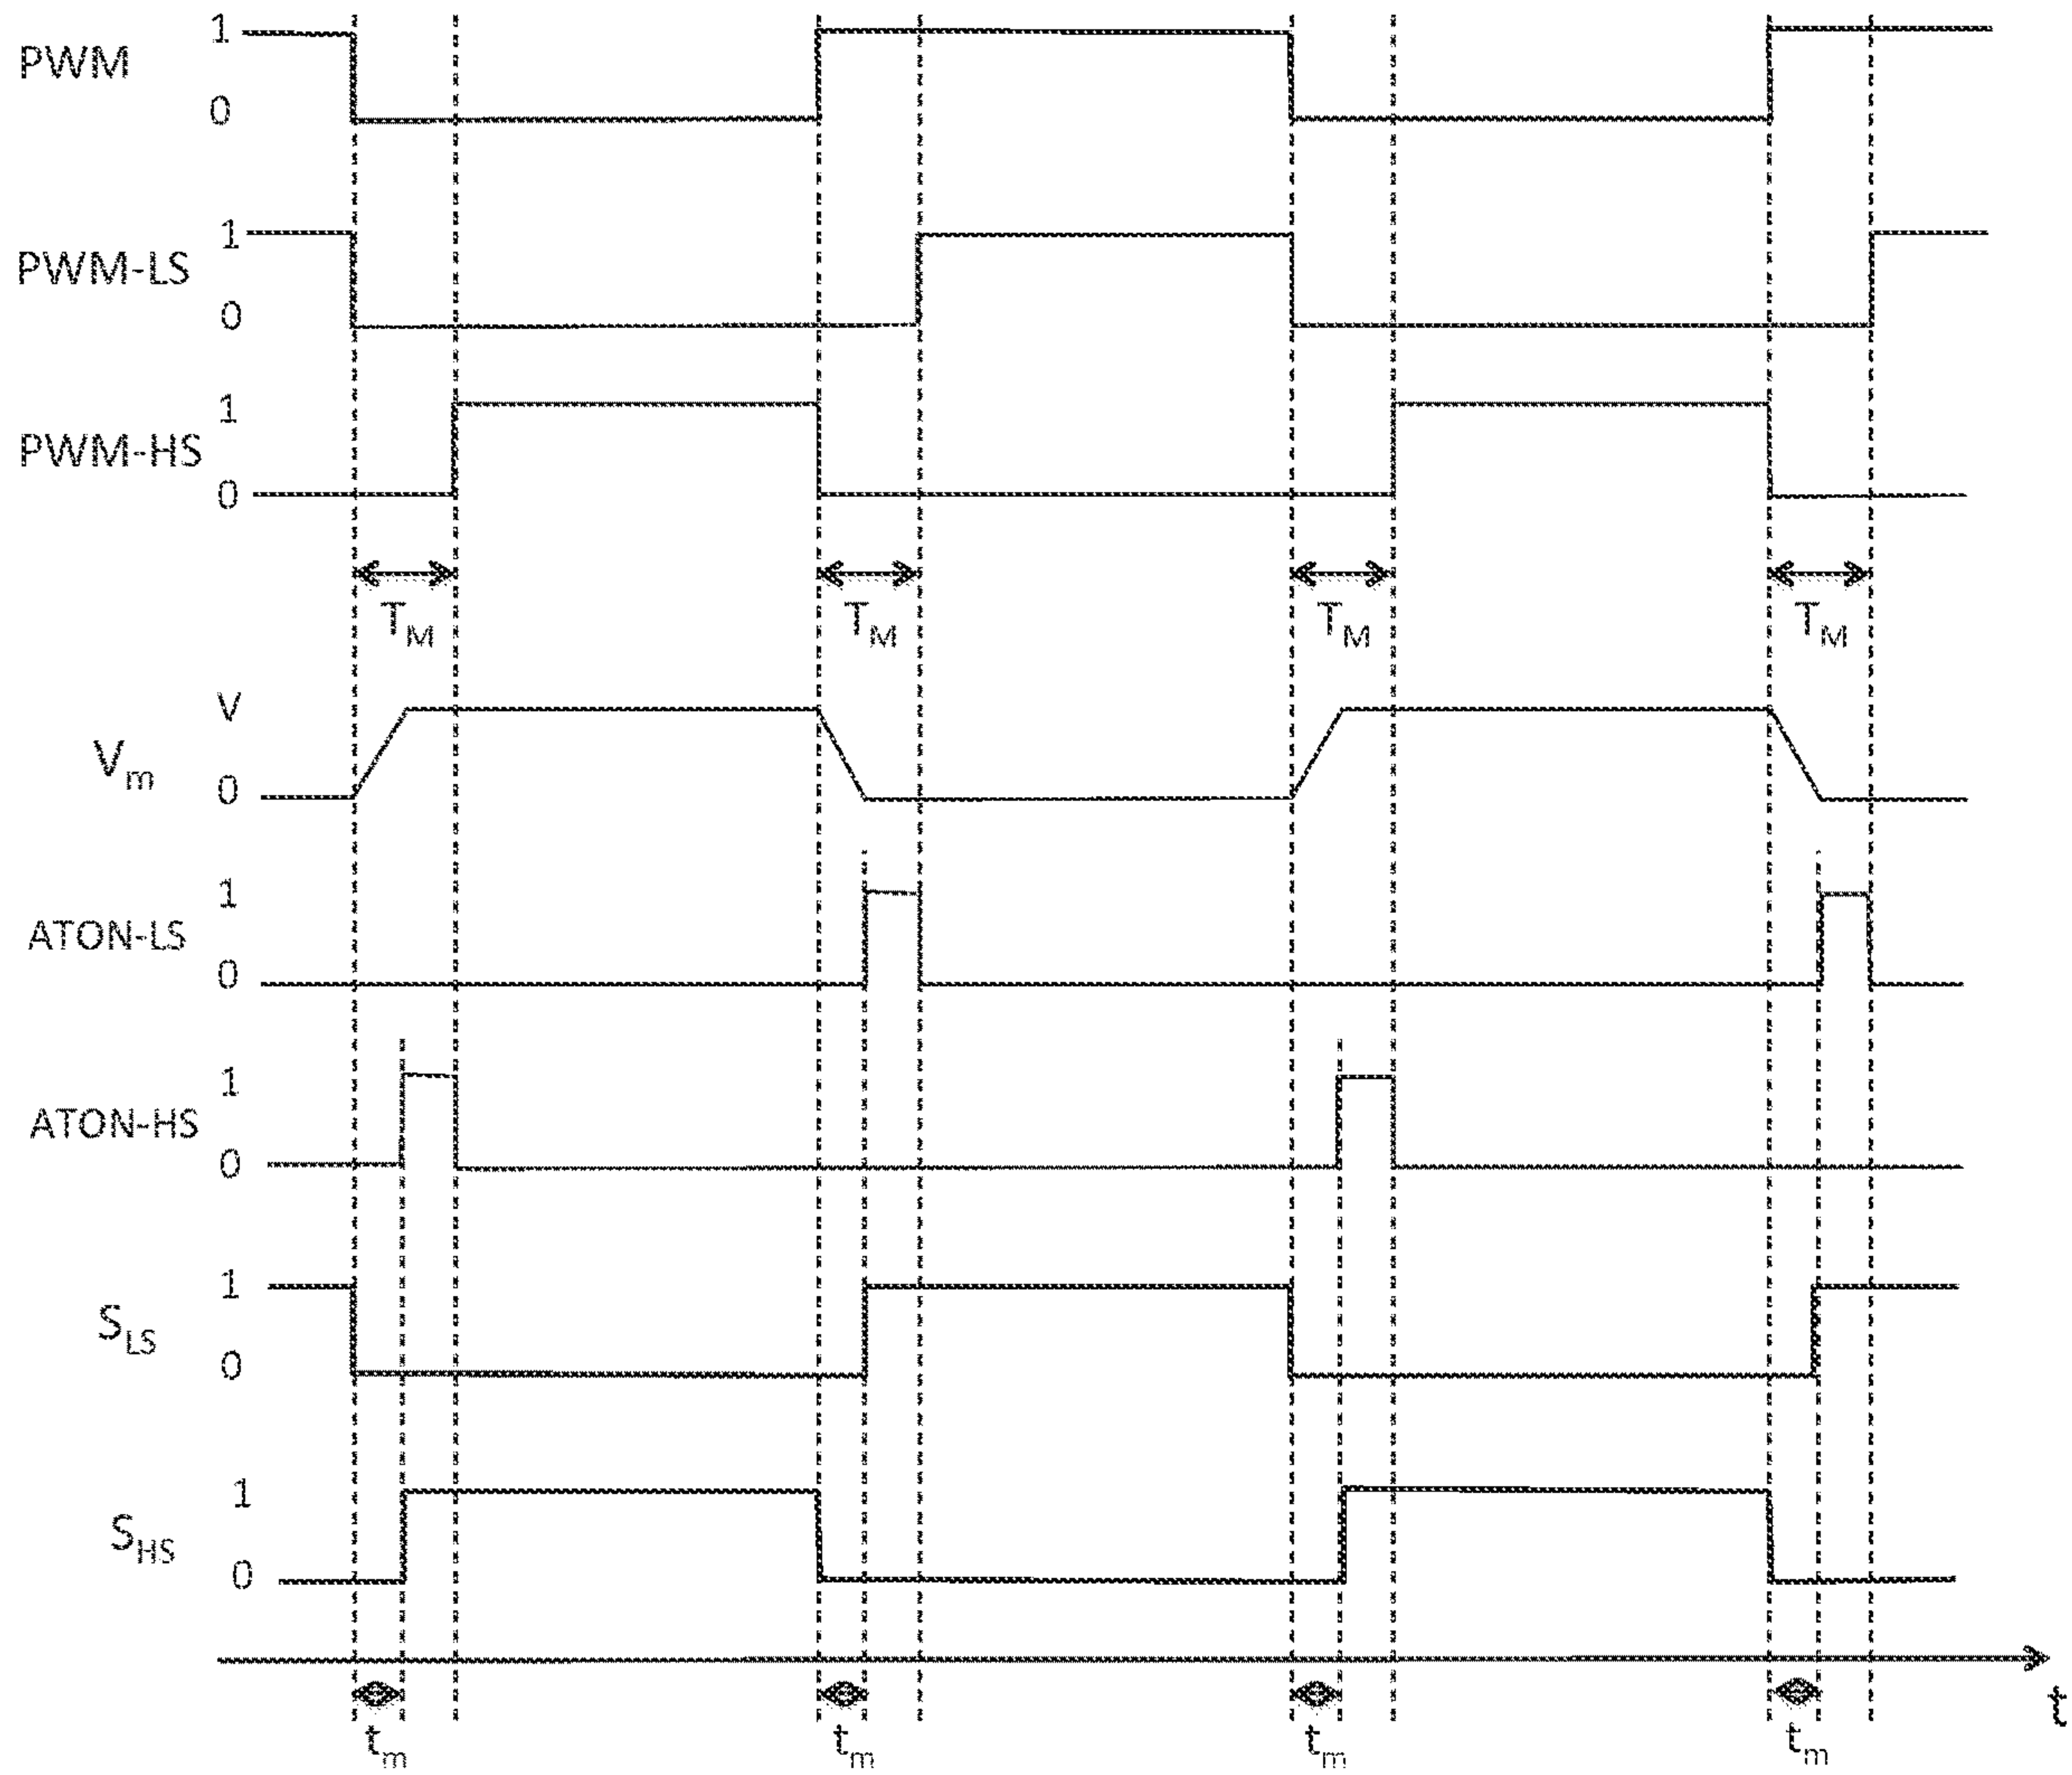 PWM 1 0
PWM-LS 1 0
PWM-HS 1 0
T_M T_M T_M T_M
V_m V 0
ATON-LS 1 0
ATON-HS 1 0
S_LS 1 0
S_HS 1 0
t
t_m t_m t_m t_m